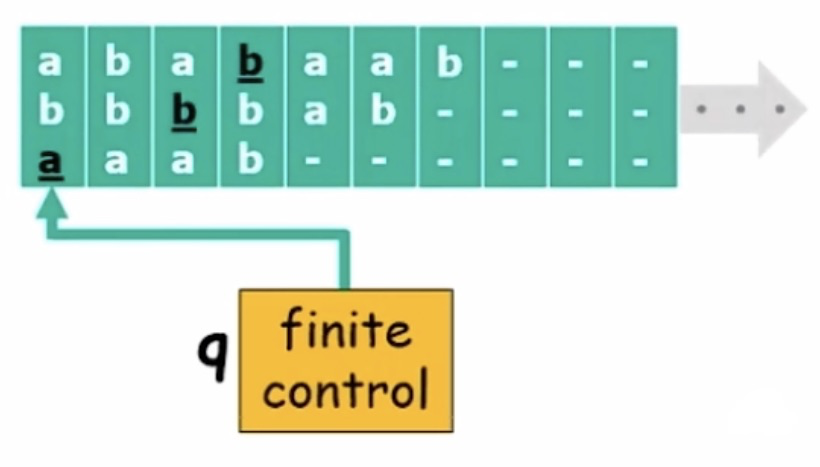 a b a b a a b - - -
b b b b a b - - - -
a a a b - - - - - -
q
finite
control